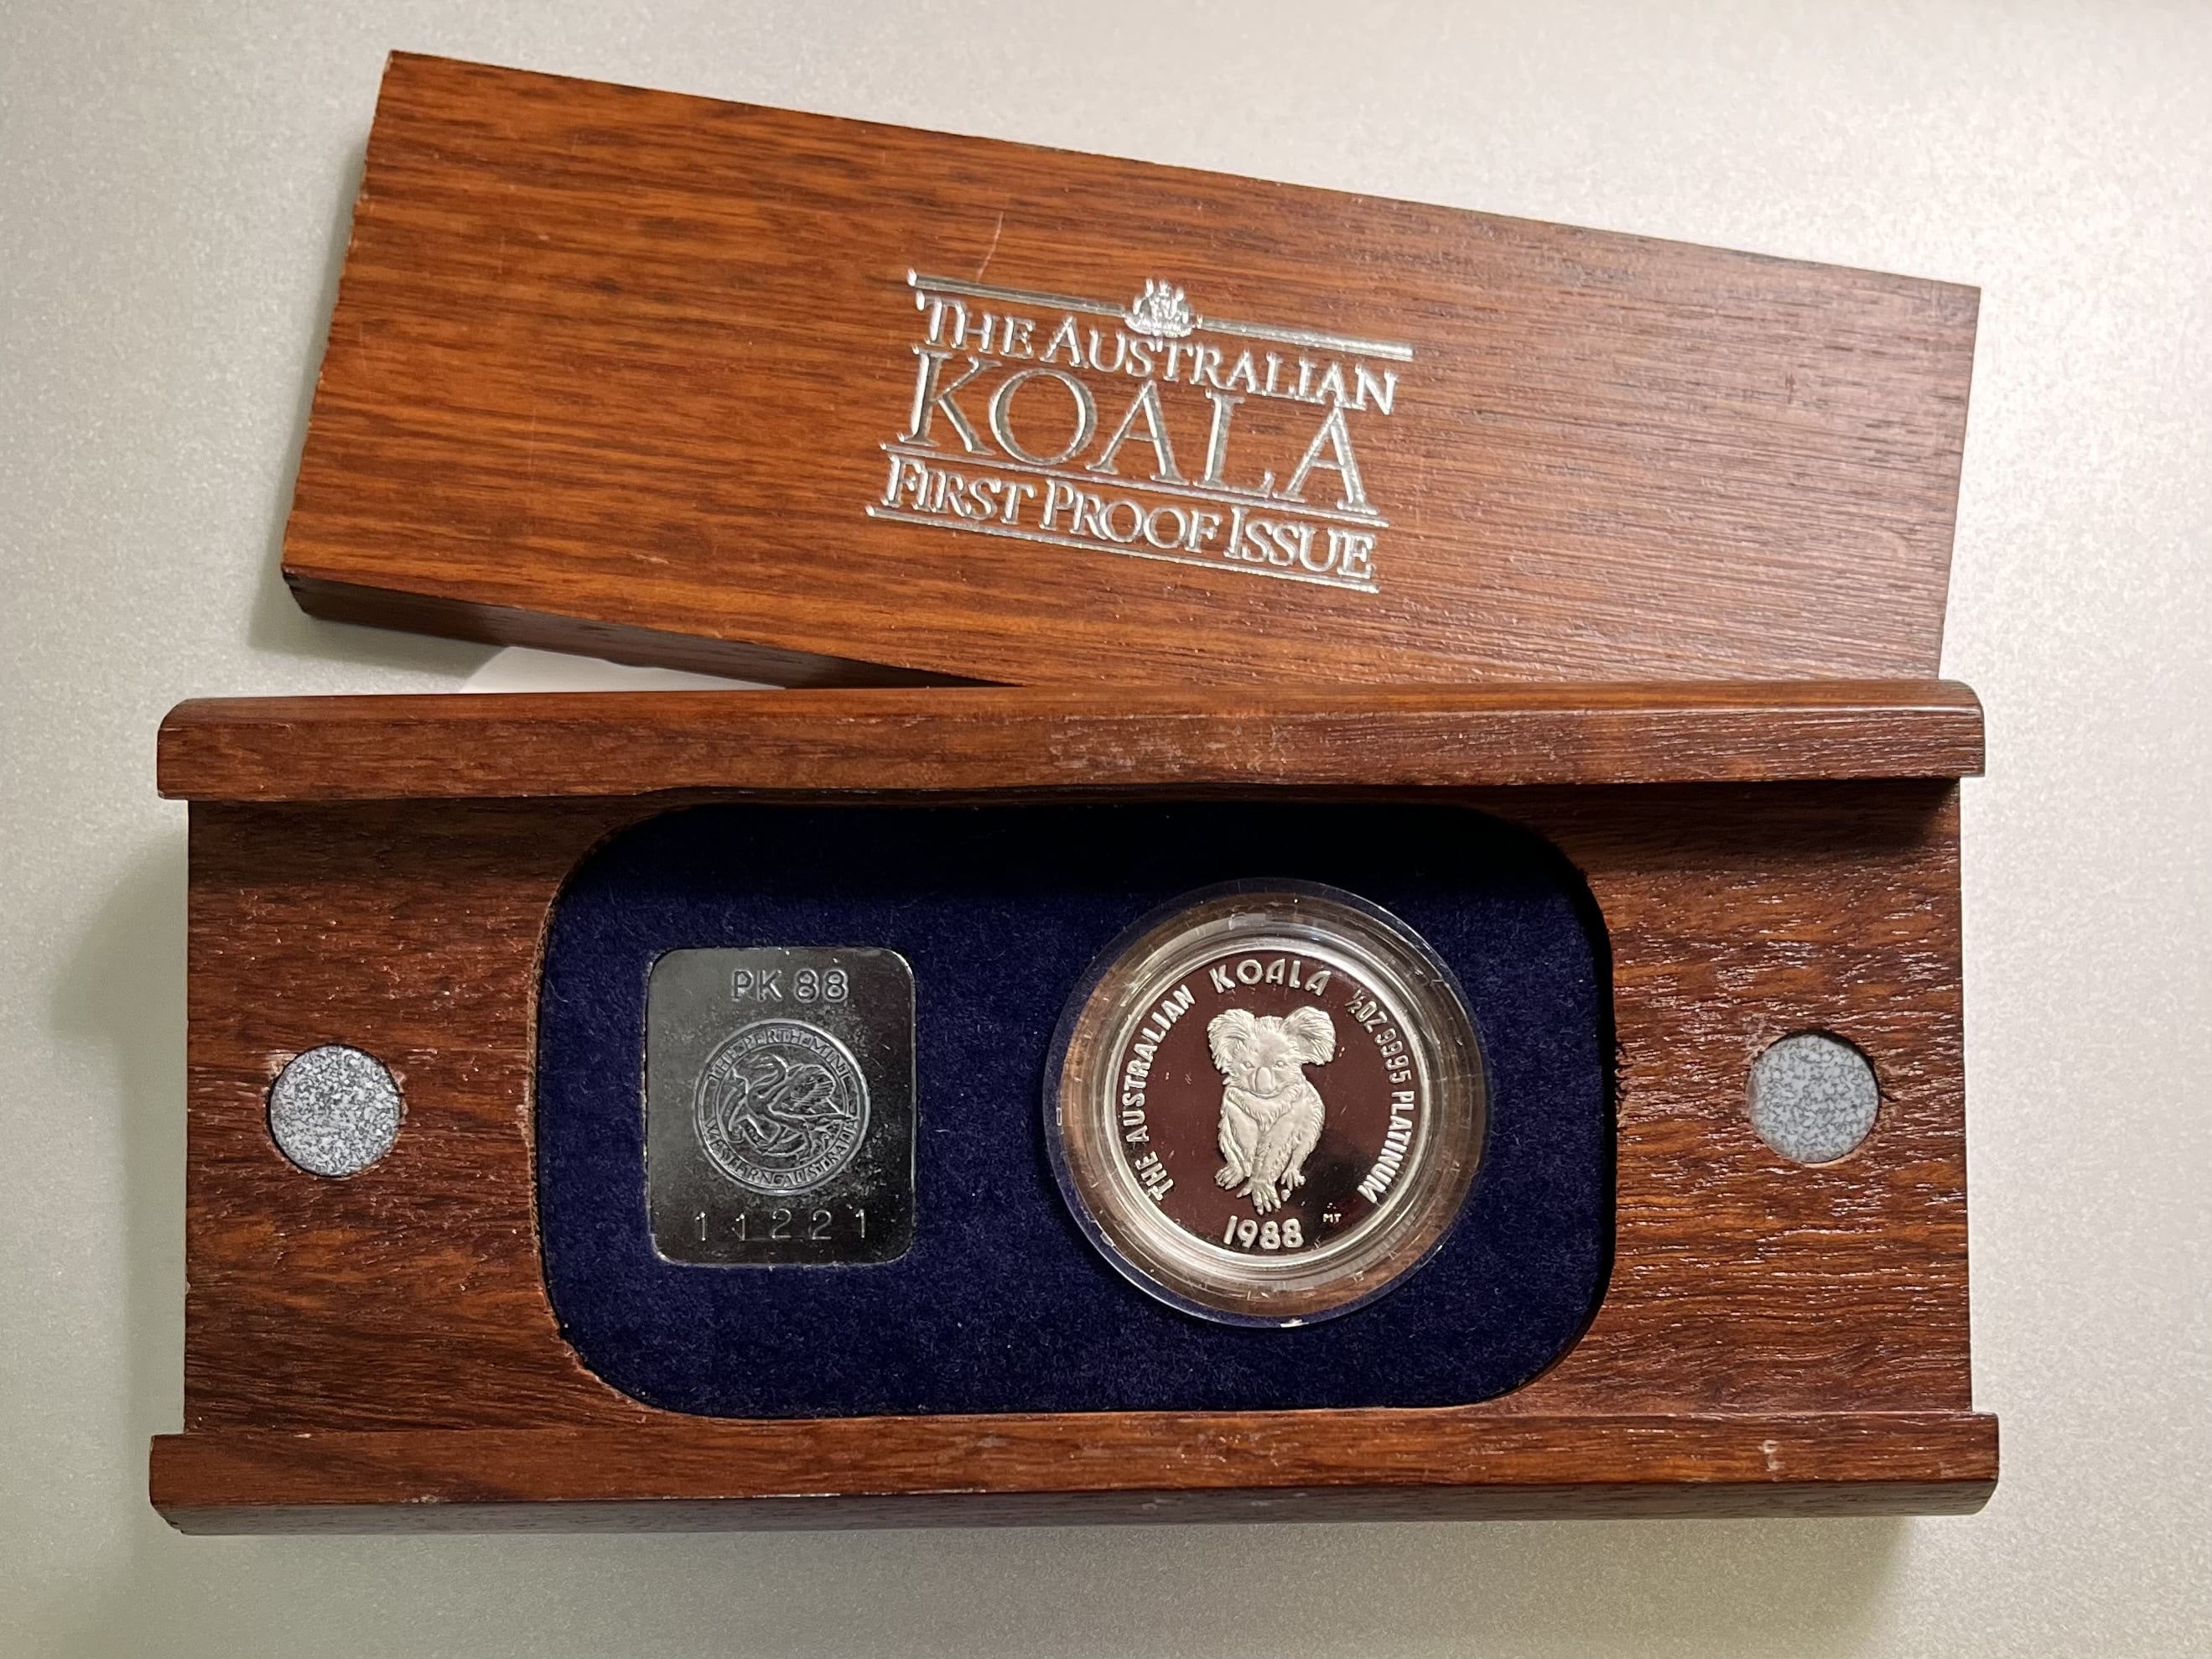 THE AUSTRALIAN
KOALA
FIRST PROOF ISSUE
PK 88
THE PERTH MINT
WESTERN AUSTRALIA
11221
THE AUSTRALIAN KOALA ½OZ 9995 PLATINUM
MT
1988